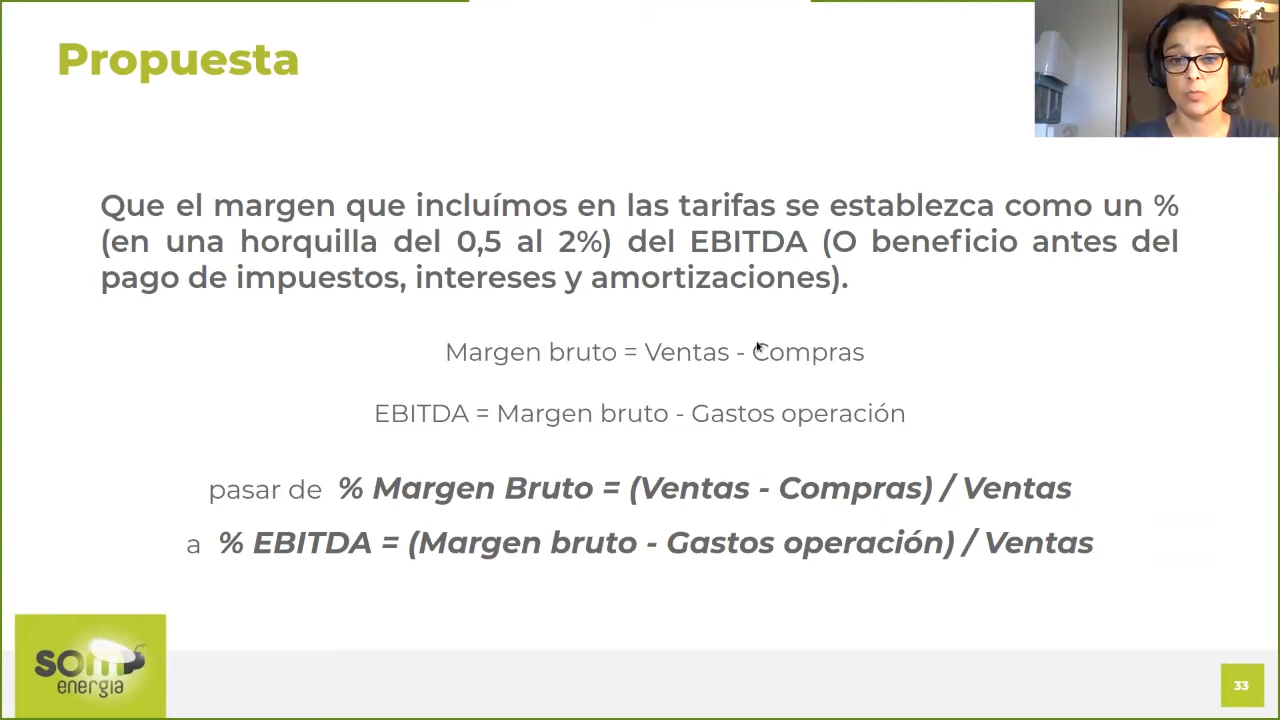 Propuesta
Que el margen que incluímos en las tarifas se establezca como un %
(en una horquilla del 0,5 al 2%) del EBITDA (O beneficio antes del
pago de impuestos, intereses y amortizaciones).
Margen bruto = Ventas - Compras
EBITDA = Margen bruto - Gastos operación
pasar de % Margen Bruto = (Ventas - Compras) / Ventas
a % EBITDA = (Margen bruto - Gastos operación) / Ventas
som
energia
33